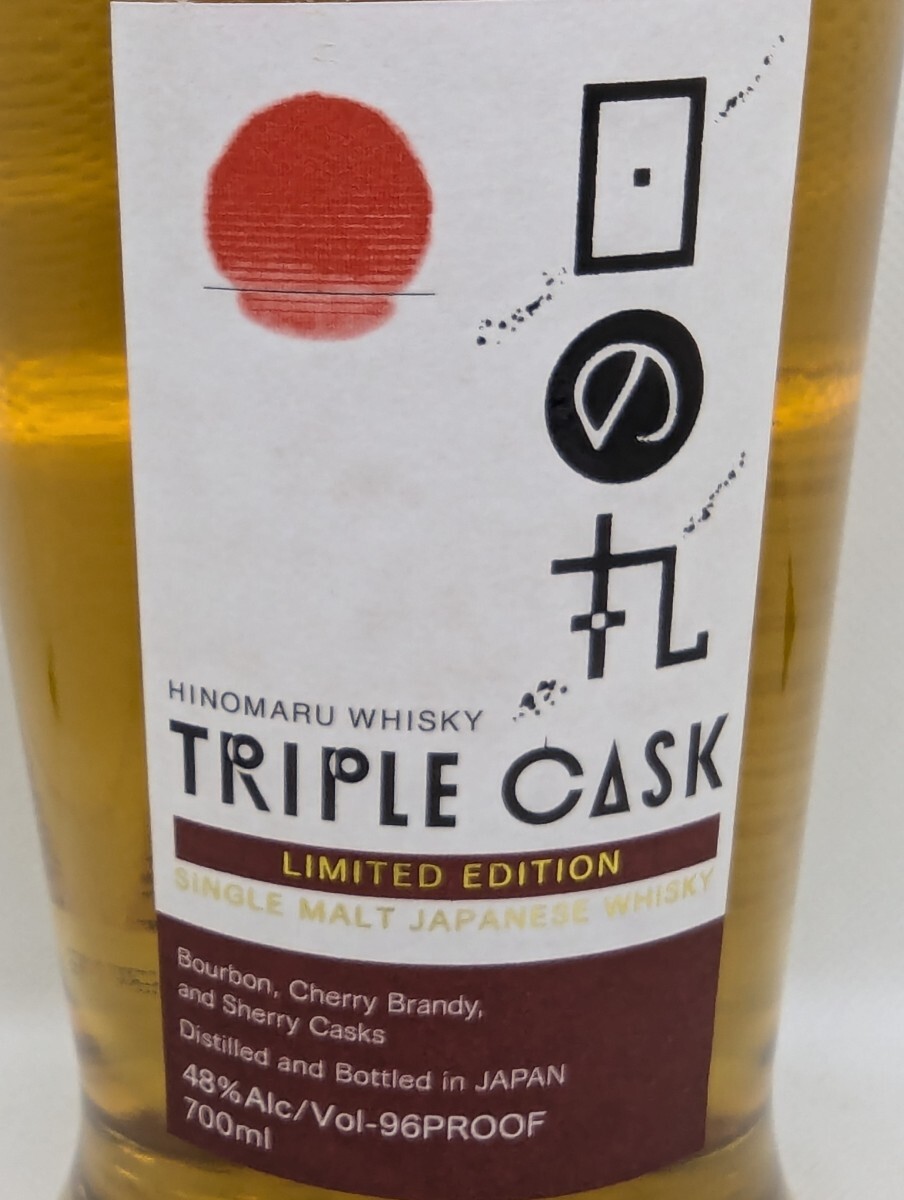 日の丸
HINOMARU WHISKY
TRIPLE CASK
LIMITED EDITION
SINGLE MALT JAPANESE WHISKY
Bourbon, Cherry Brandy,
and Sherry Casks
Distilled and Bottled in JAPAN
48%Alc/Vol-96PROOF
700ml